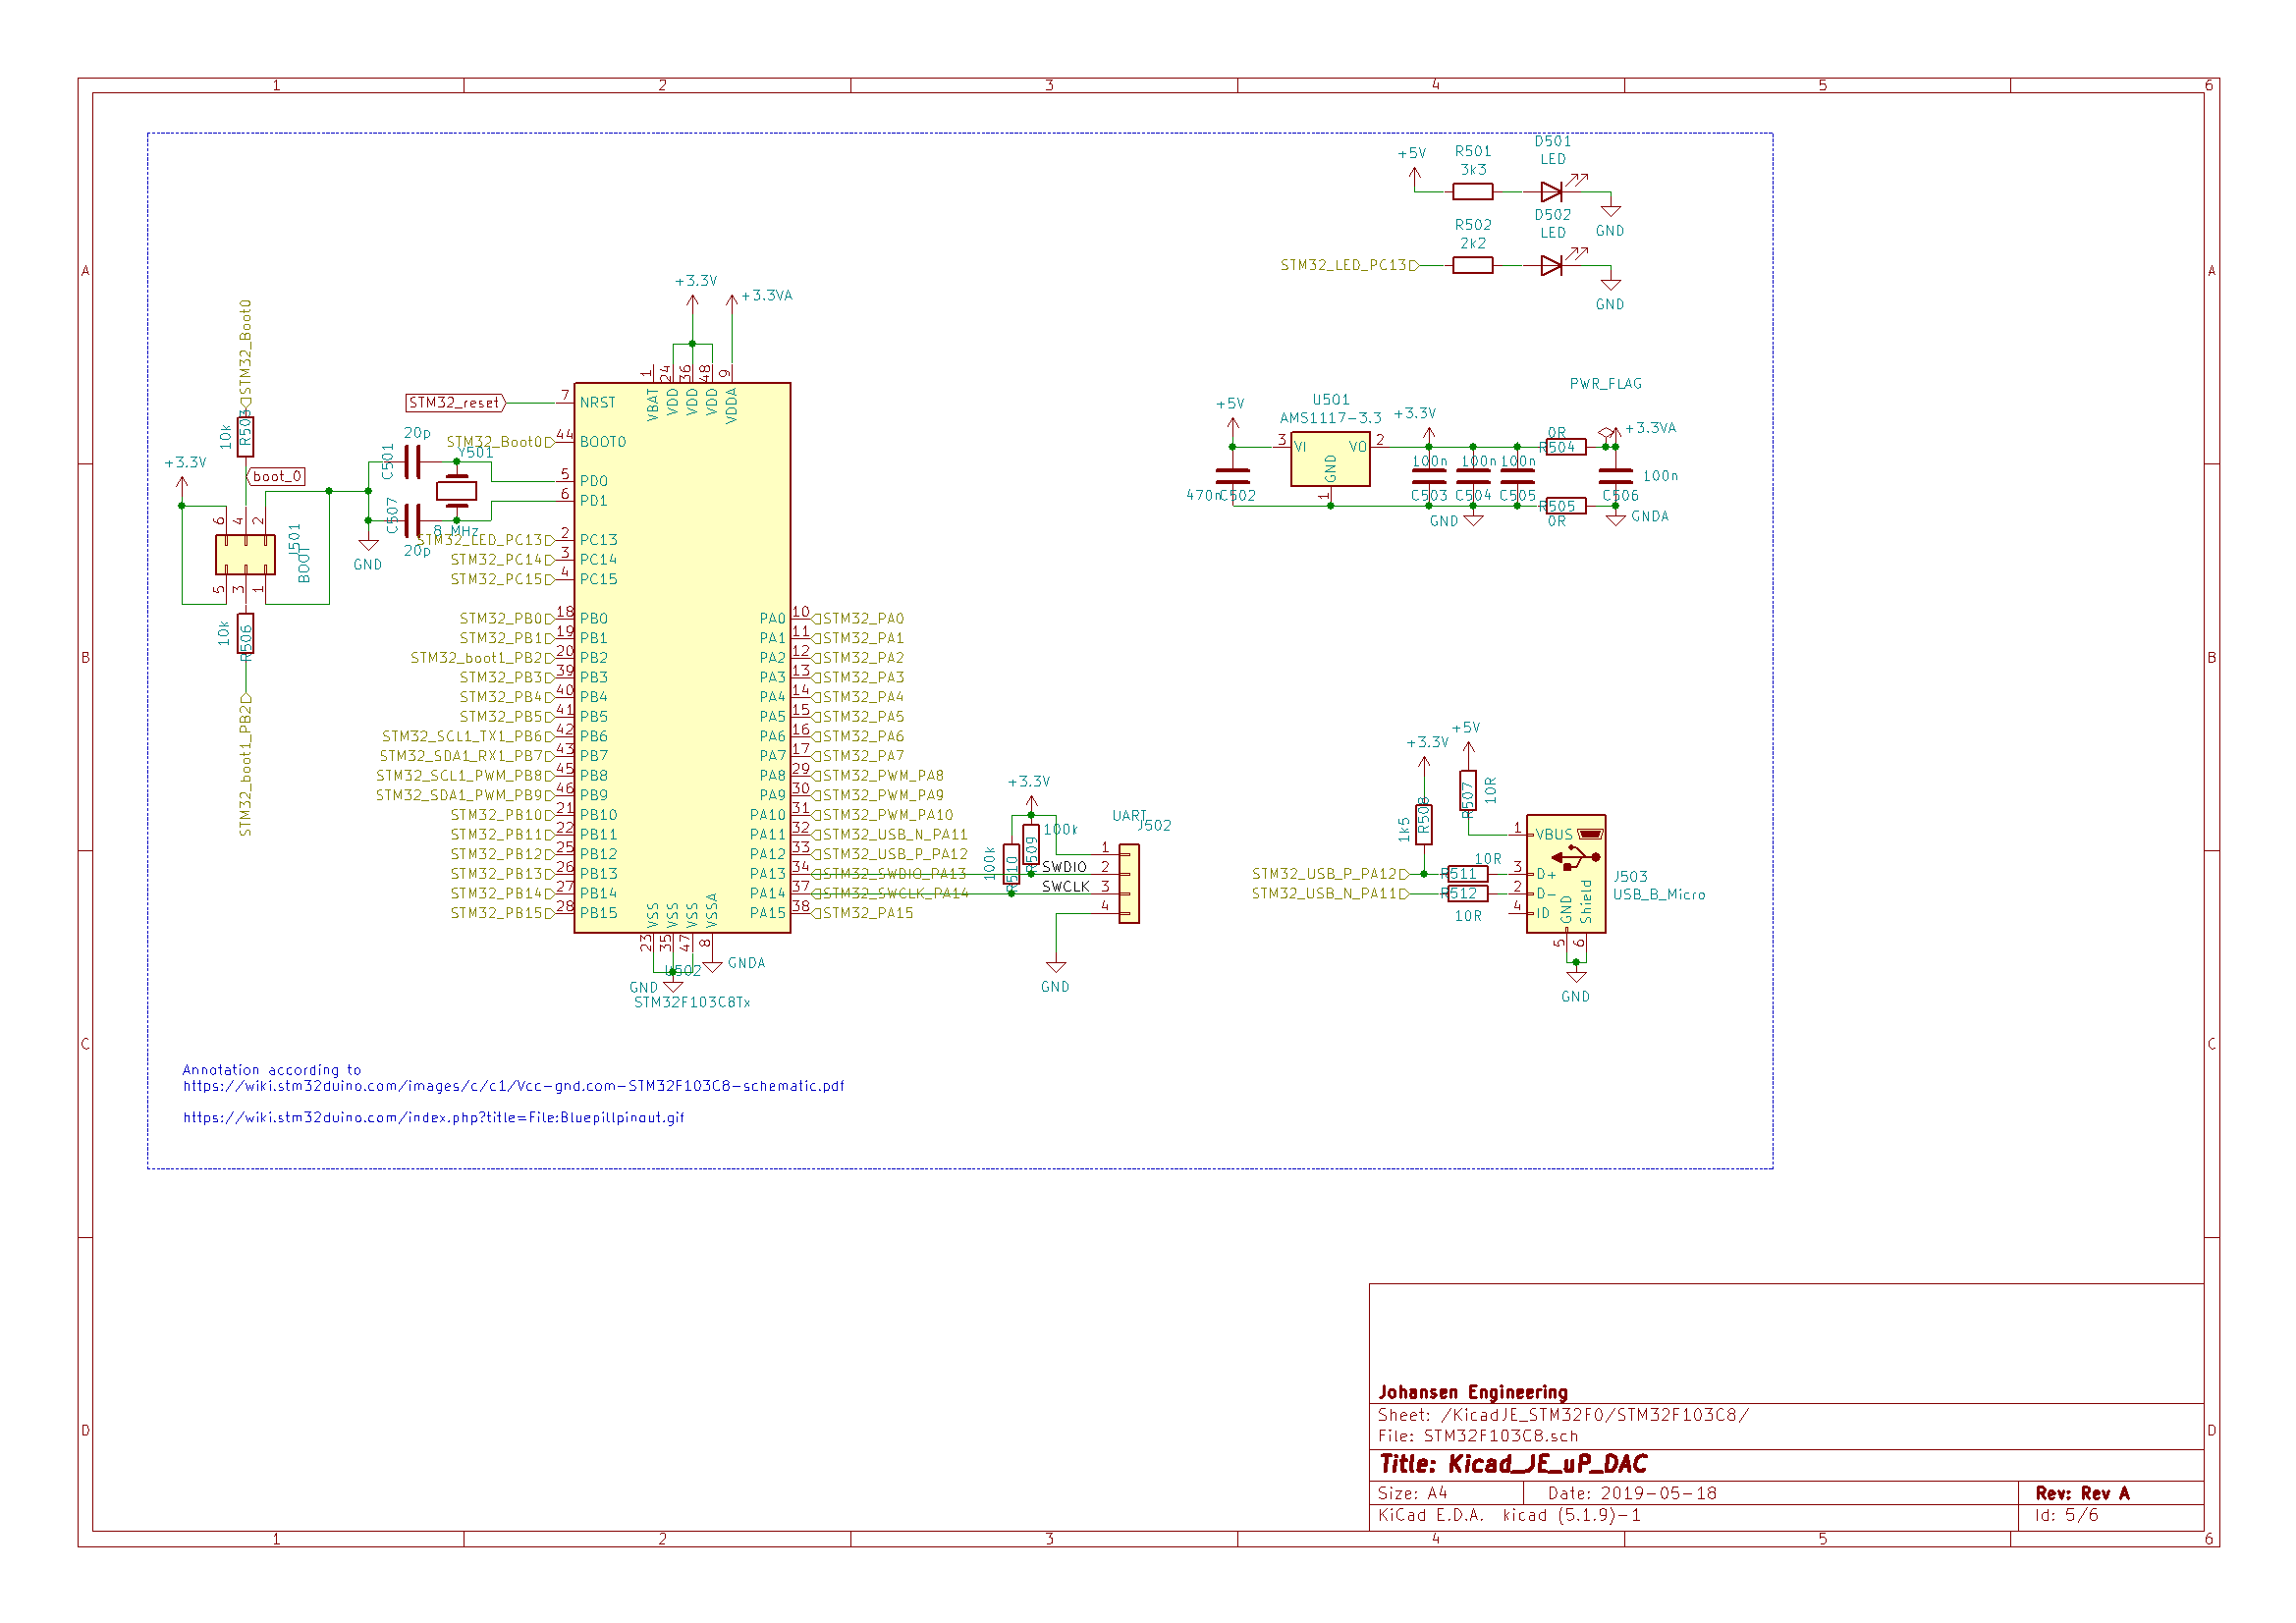 1 2 3 4 5 6
A A
B B
C C
D D
1 2 3 4 5 6
+5V
R501
3k3
D501
LED
GND
STM32_LED_PC13
R502
2k2
D502
LED
GND
STM32_Boot0
10k
R503
+3.3V
boot_0
6 4 2
5 3 1
J501
BOOT
10k
R506
STM32_boot1_PB2
20p
C501
C507
20p
GND
Y501
8 MHz
+3.3V
+3.3VA
1 24 36 48 9
VBAT VDD VDD VDD VDDA
STM32_reset 7 NRST
STM32_Boot0 44 BOOT0
5 PD0
6 PD1
STM32_LED_PC13 2 PC13
STM32_PC14 3 PC14
STM32_PC15 4 PC15
STM32_PB0 18 PB0
STM32_PB1 19 PB1
STM32_boot1_PB2 20 PB2
STM32_PB3 39 PB3
STM32_PB4 40 PB4
STM32_PB5 41 PB5
STM32_SCL1_TX1_PB6 42 PB6
STM32_SDA1_RX1_PB7 43 PB7
STM32_SCL1_PWM_PB8 45 PB8
STM32_SDA1_PWM_PB9 46 PB9
STM32_PB10 21 PB10
STM32_PB11 22 PB11
STM32_PB12 25 PB12
STM32_PB13 26 PB13
STM32_PB14 27 PB14
STM32_PB15 28 PB15
PA0 10 STM32_PA0
PA1 11 STM32_PA1
PA2 12 STM32_PA2
PA3 13 STM32_PA3
PA4 14 STM32_PA4
PA5 15 STM32_PA5
PA6 16 STM32_PA6
PA7 17 STM32_PA7
PA8 29 STM32_PWM_PA8
PA9 30 STM32_PWM_PA9
PA10 31 STM32_PWM_PA10
PA11 32 STM32_USB_N_PA11
PA12 33 STM32_USB_P_PA12
PA13 34 STM32_SWDIO_PA13
PA14 37 STM32_SWCLK_PA14
PA15 38 STM32_PA15
VSS VSS VSS VSSA
23 35 47 8
U502
GND
GNDA
STM32F103C8Tx
+3.3V
100k
R509
100k
R510
SWDIO
SWCLK
UART
J502
1
2
3
4
GND
+5V
U501
AMS1117-3.3
3 VI VO 2
GND
1
470n
C502
+3.3V
100n
C503
100n
C504
100n
C505
GND
0R
R504
R505
0R
PWR_FLAG
+3.3VA
100n
C506
GNDA
+5V
+3.3V
R507
10R
1k5
R508
STM32_USB_P_PA12
STM32_USB_N_PA11
10R
R511
R512
10R
1 VBUS
3 D+
2 D-
4 ID
GND Shield
5 6
J503
USB_B_Micro
GND
Annotation according to
https://wiki.stm32duino.com/images/c/c1/Vcc-gnd.com-STM32F103C8-schematic.pdf
https://wiki.stm32duino.com/index.php?title=File:Bluepillpinout.gif
Johansen Engineering
Sheet: /KicadJE_STM32F0/STM32F103C8/
File: STM32F103C8.sch
Title: Kicad_JE_uP_DAC
Size: A4 Date: 2019-05-18 Rev: Rev A
KiCad E.D.A. kicad (5.1.9)-1 Id: 5/6